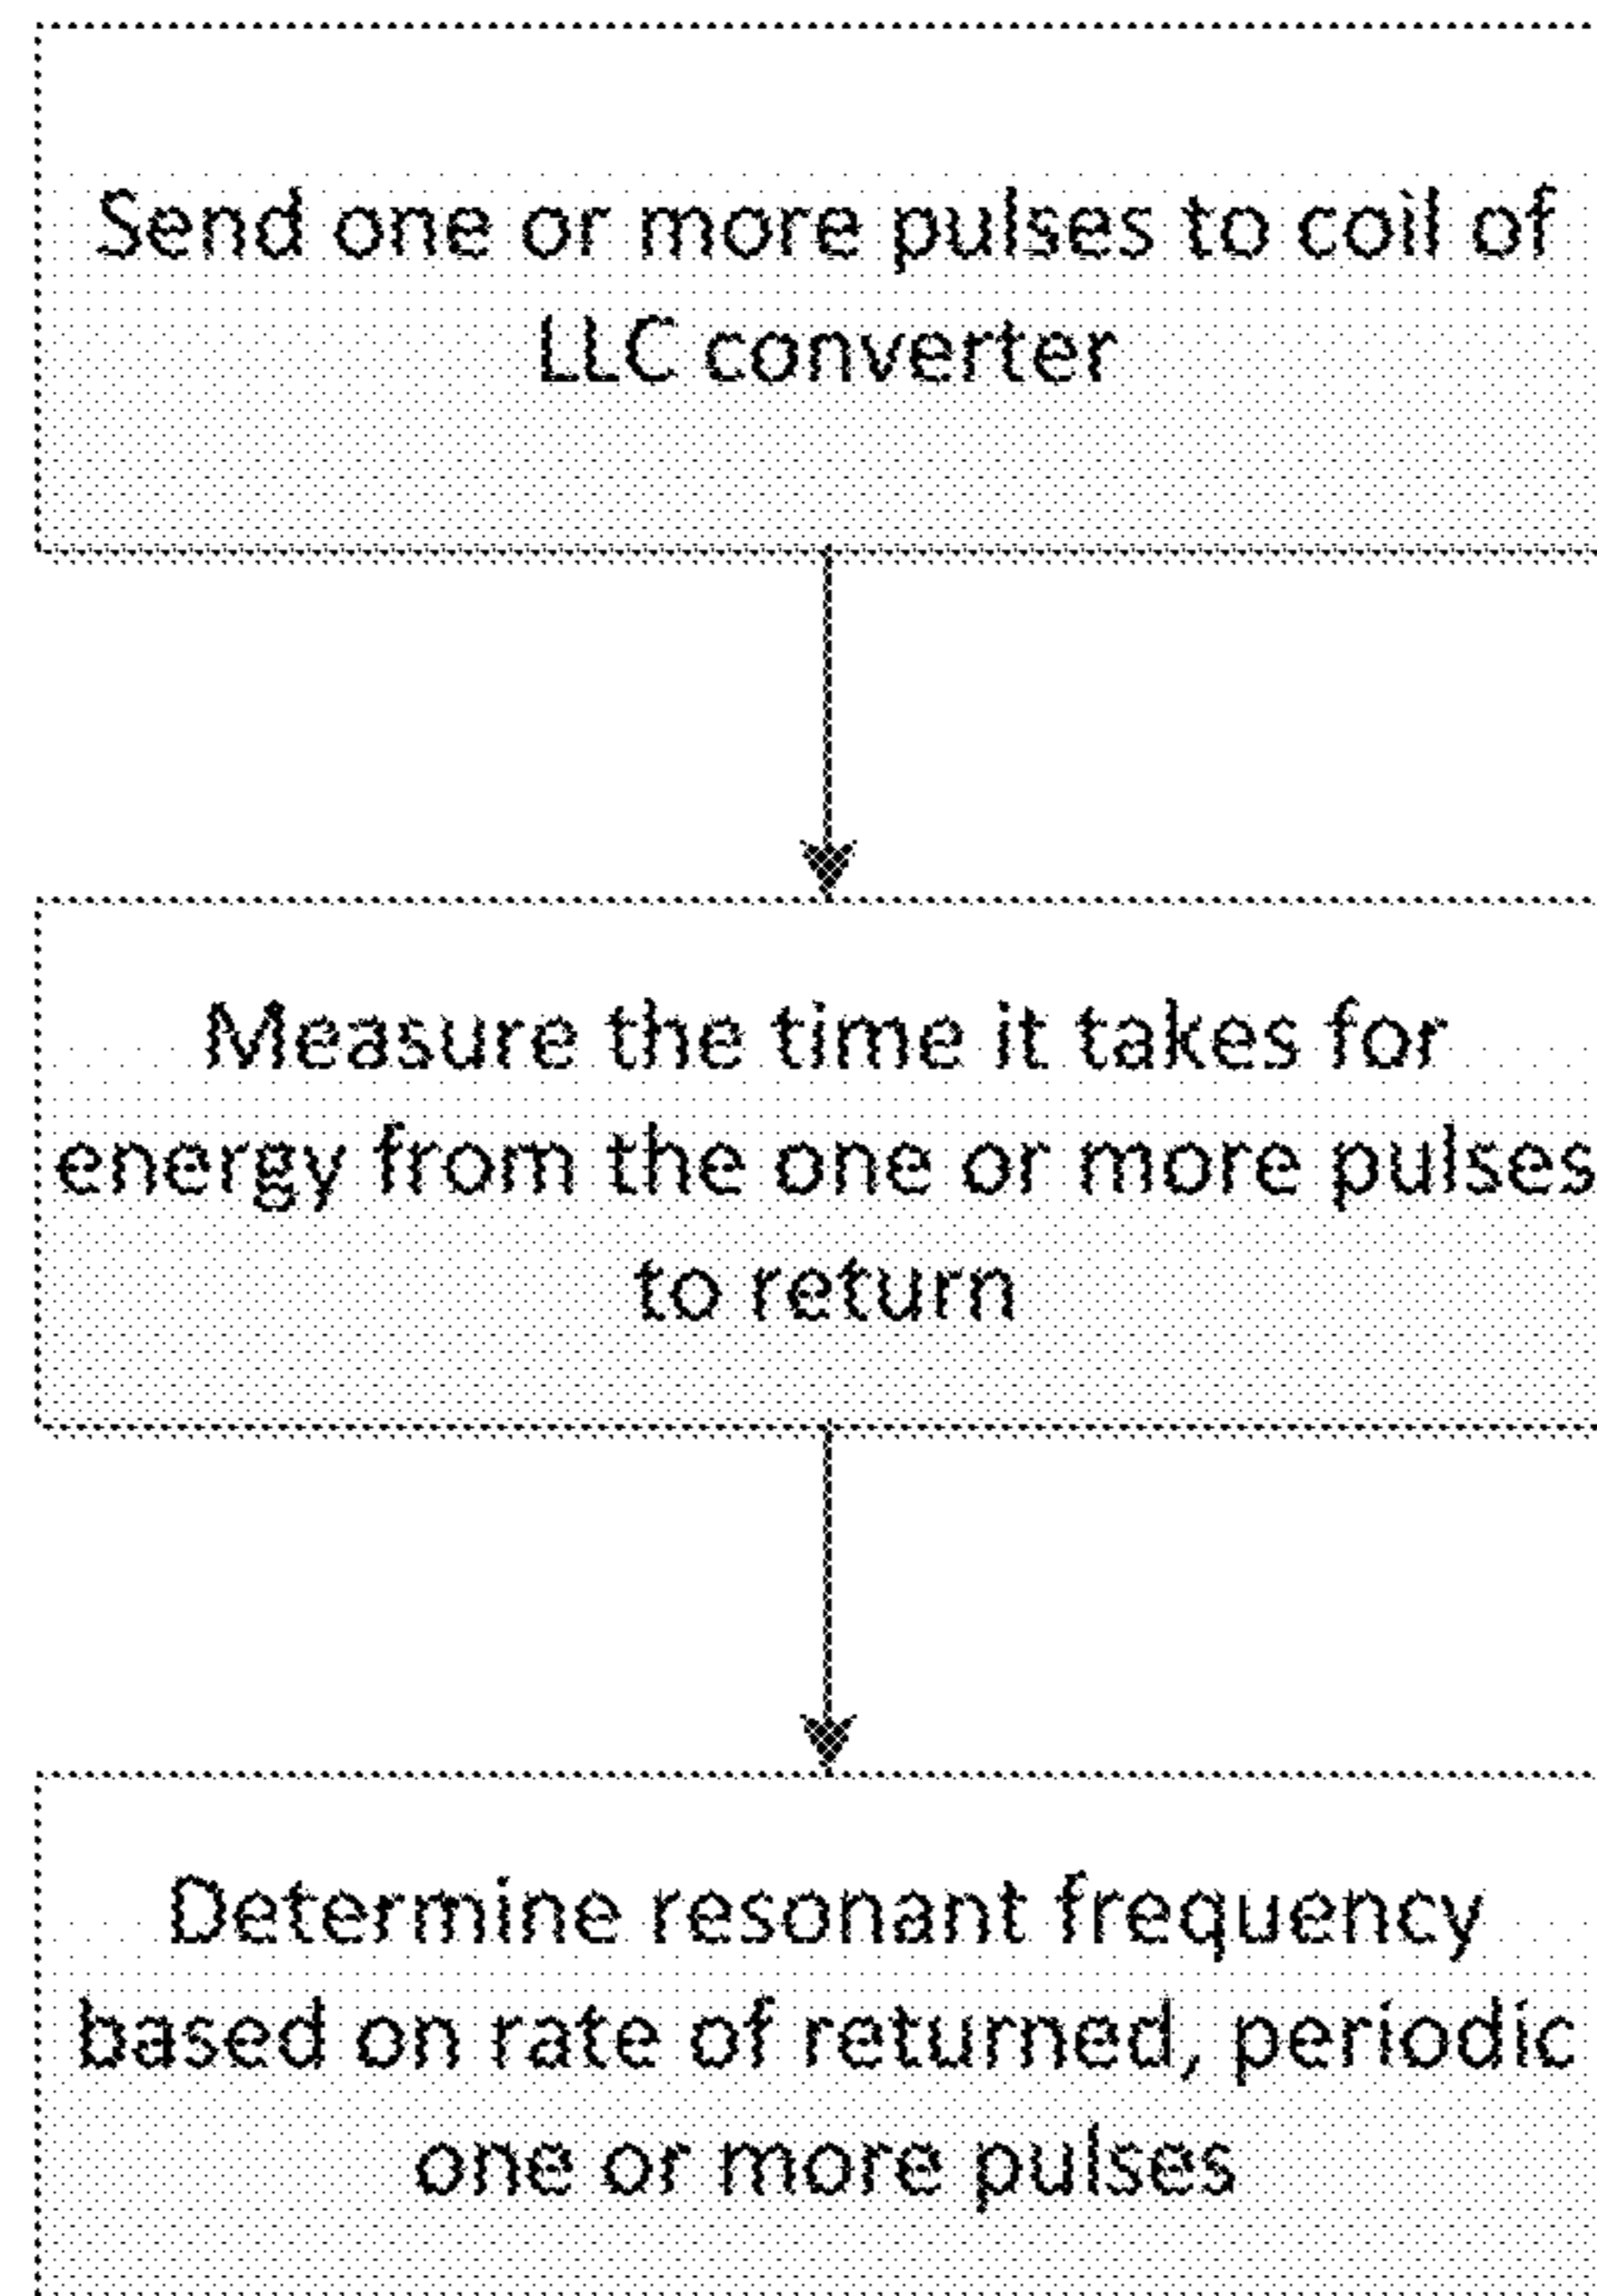 Send one or more pulses to coil of
LLC converter
Measure the time it takes for
energy from the one or more pulses
to return
Determine resonant frequency
based on rate of returned, periodic
one or more pulses